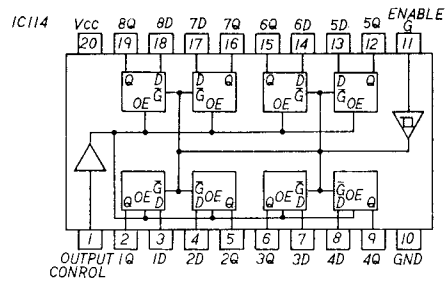 IC114 Vcc 8Q 8D 7D 7Q 6Q 6D 5D 5Q ENABLE G
20 19 18 17 16 15 14 13 12 11
Q D D Q Q D D Q
G̅ G̅ G̅ G̅
OE OE OE OE
OE G̅ G̅ OE OE G̅ G̅ OE
Q D D Q Q D D Q
1 2 3 4 5 6 7 8 9 10
OUTPUT 1Q 1D 2D 2Q 3Q 3D 4D 4Q GND
CONROL